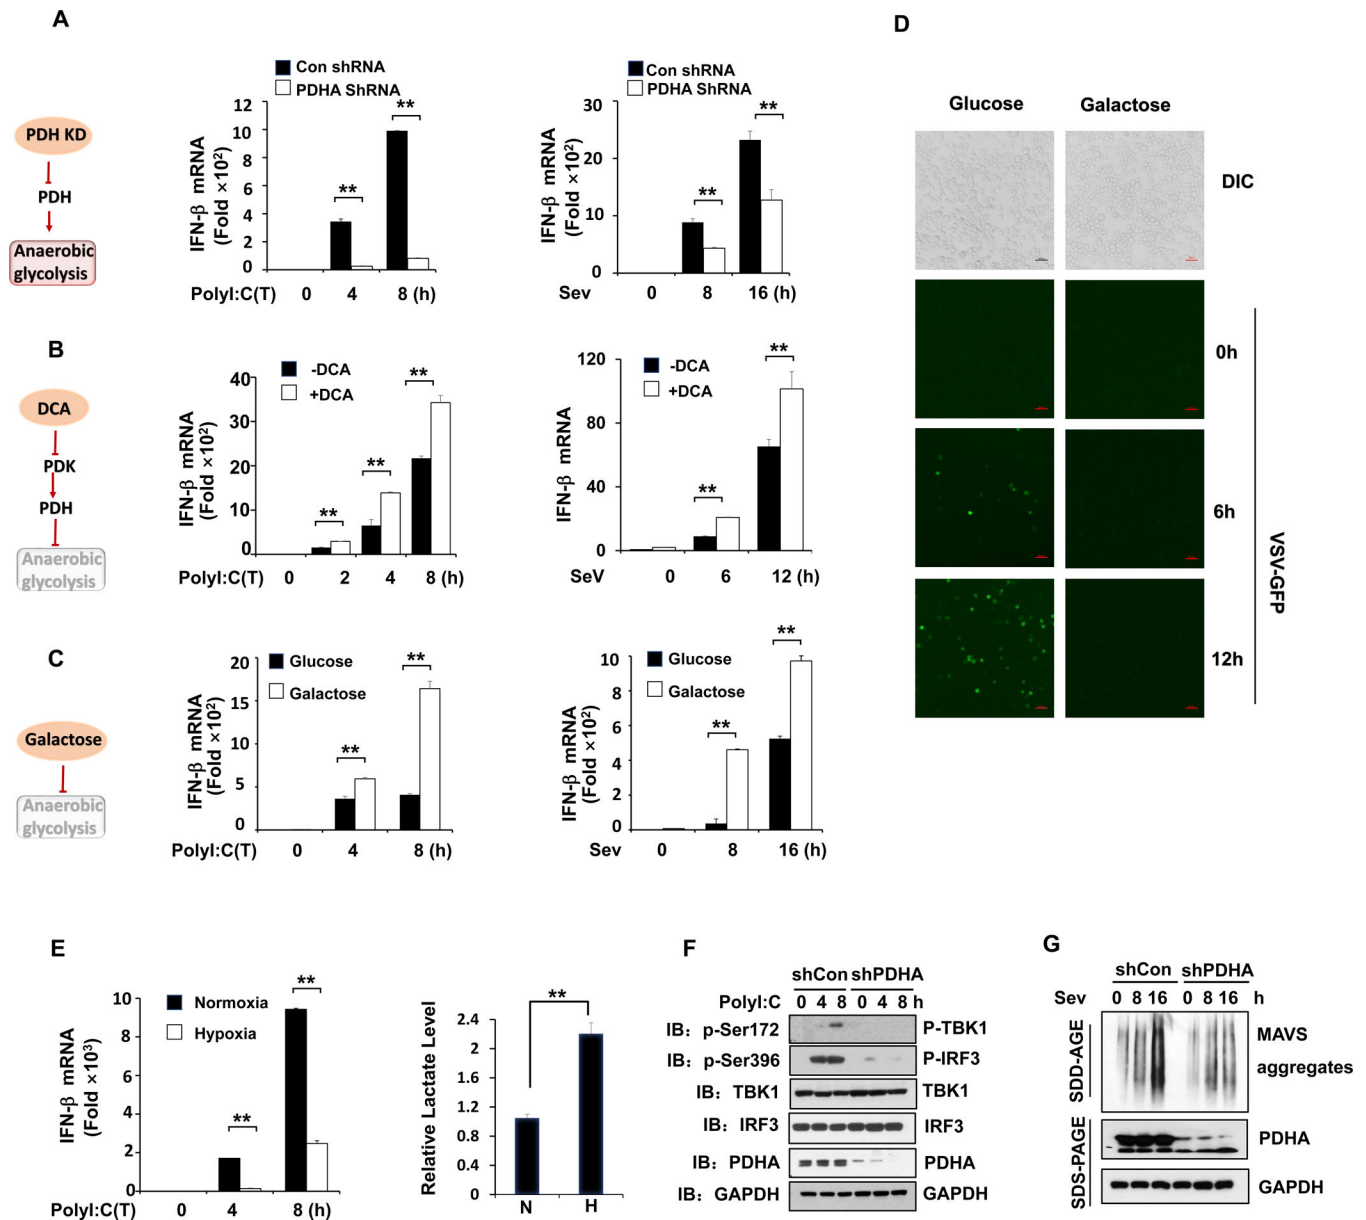 A
PDH KD
PDH
Anaerobic
glycolysis
Con shRNA
PDHA ShRNA
IFN-β mRNA
(Fold ×10²)
12
10
8
6
4
2
0
**
**
PolyI:C(T) 0 4 8 (h)
Con shRNA
PDHA ShRNA
IFN-β mRNA
(Fold ×10²)
30
20
10
0
**
**
Sev 0 8 16 (h)
B
DCA
PDK
PDH
Anaerobic
glycolysis
-DCA
+DCA
IFN-β mRNA
(Fold ×10²)
40
30
20
10
0
**
**
**
PolyI:C(T) 0 2 4 8 (h)
-DCA
+DCA
IFN-β mRNA
120
80
40
0
**
**
SeV 0 6 12 (h)
C
Galactose
Anaerobic
glycolysis
Glucose
Galactose
IFN-β mRNA
(Fold ×10²)
20
15
10
5
0
**
**
PolyI:C(T) 0 4 8 (h)
Glucose
Galactose
IFN-β mRNA
(Fold ×10²)
10
8
6
4
2
0
**
**
Sev 0 8 16 (h)
D
Glucose Galactose
DIC
0h
6h
12h
VSV-GFP
E
Normoxia
Hypoxia
IFN-β mRNA
(Fold ×10³)
10
8
6
4
2
0
**
**
PolyI:C(T) 0 4 8 (h)
Relative Lactate Level
2.4
2
1.6
1.2
0.8
0.4
0
**
N H
F
shCon shPDHA
PolyI:C 0 4 8 0 4 8 h
IB: p-Ser172 P-TBK1
IB: p-Ser396 P-IRF3
IB: TBK1 TBK1
IB: IRF3 IRF3
IB: PDHA PDHA
IB: GAPDH GAPDH
G
shCon shPDHA
Sev 0 8 16 0 8 16 h
SDD-AGE
MAVS
aggregates
SDS-PAGE
PDHA
GAPDH